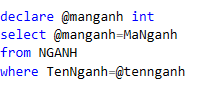 declare @manganh int
select @manganh=MaNganh
from NGANH
where TenNganh=@tennganh